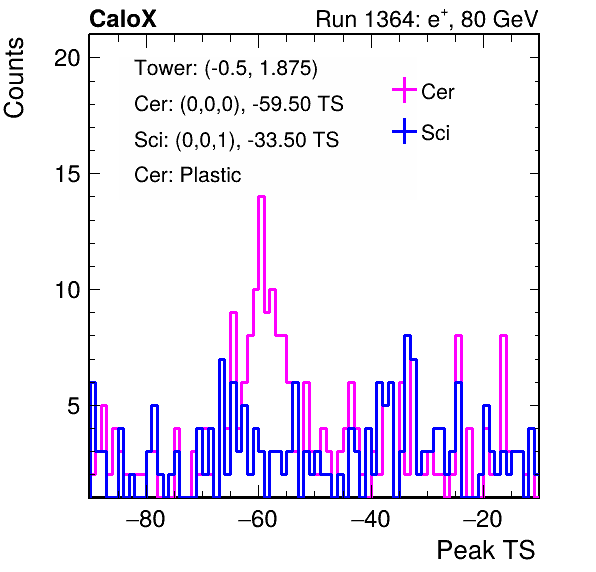 CaloX Run 1364: e⁺, 80 GeV
Counts
Tower: (-0.5, 1.875)
Cer: (0,0,0), -59.50 TS
Sci: (0,0,1), -33.50 TS
Cer: Plastic
Cer
Sci
20
15
10
5
−80 −60 −40 −20
Peak TS